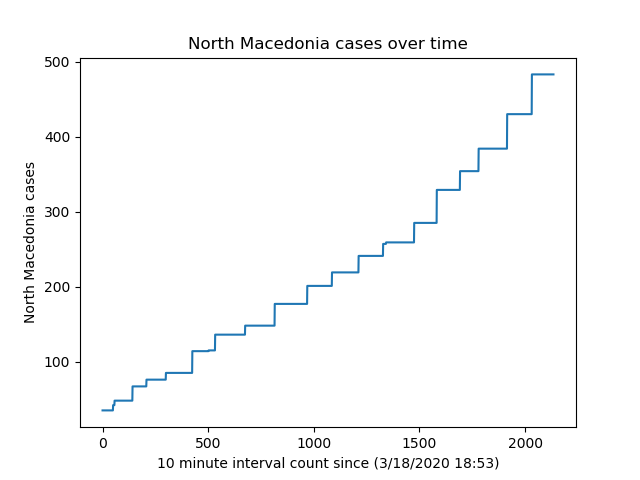 North Macedonia cases over time
500
400
300
200
100
North Macedonia cases
0 500 1000 1500 2000
10 minute interval count since (3/18/2020 18:53)